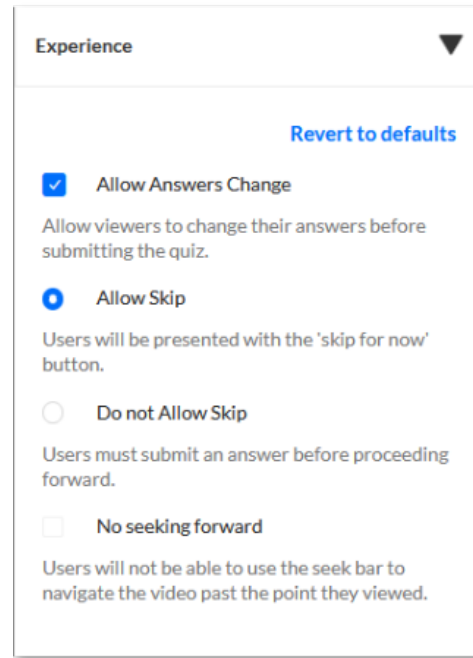 Experience
Revert to defaults
Allow Answers Change
Allow viewers to change their answers before
submitting the quiz.
Allow Skip
Users will be presented with the 'skip for now'
button.
Do not Allow Skip
Users must submit an answer before proceeding
forward.
No seeking forward
Users will not be able to use the seek bar to
navigate the video past the point they viewed.